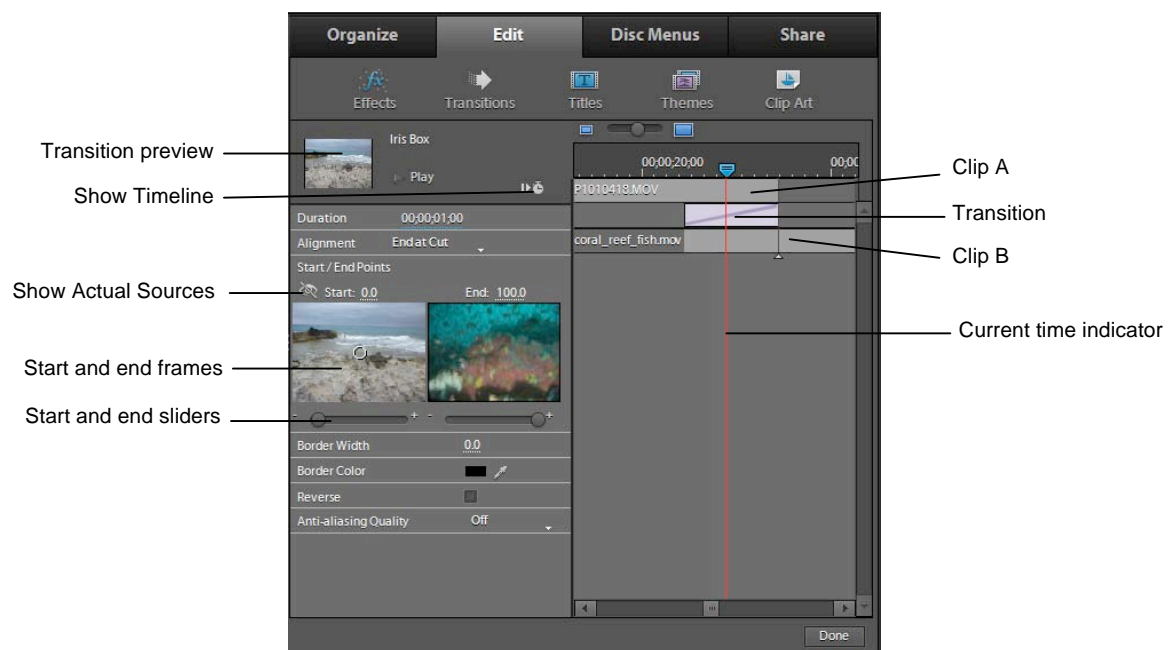 Organize Edit Disc Menus Share
Effects Transitions Titles Themes Clip Art
Transition preview
Iris Box
Play
Show Timeline
00;00;20;00 00;00
P1010418.MOV
coral_reef_fish.mov
Clip A
Transition
Clip B
Current time indicator
Duration 00;00;01;00
Alignment End at Cut
Start / End Points
Show Actual Sources
Start: 0.0 End: 100.0
Start and end frames
Start and end sliders
- + - +
Border Width 0.0
Border Color
Reverse
Anti-aliasing Quality Off
Done